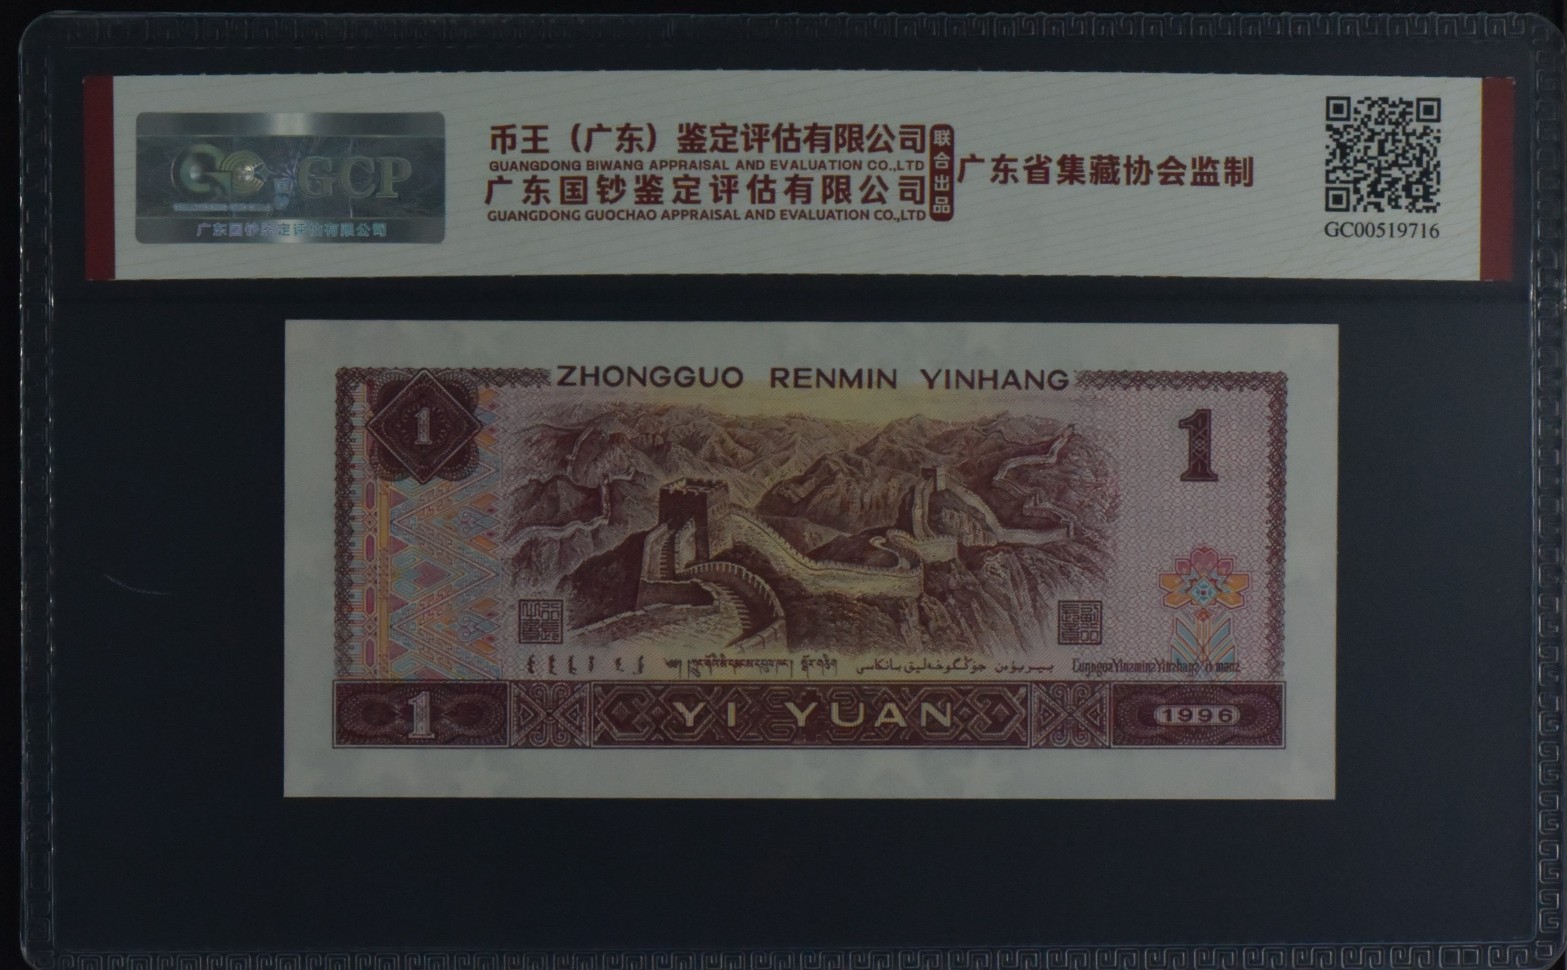 GCP
广东国钞鉴定评估有限公司
币王（广东）鉴定评估有限公司
GUANGDONG BIWANG APPRAISAL AND EVALUATION CO.,LTD
广东国钞鉴定评估有限公司
GUANGDONG GUOCHAO APPRAISAL AND EVALUATION CO.,LTD
联合出品
广东省集藏协会监制
GC00519716
ZHONGGUO RENMIN YINHANG
1
1
1
YI YUAN
1996